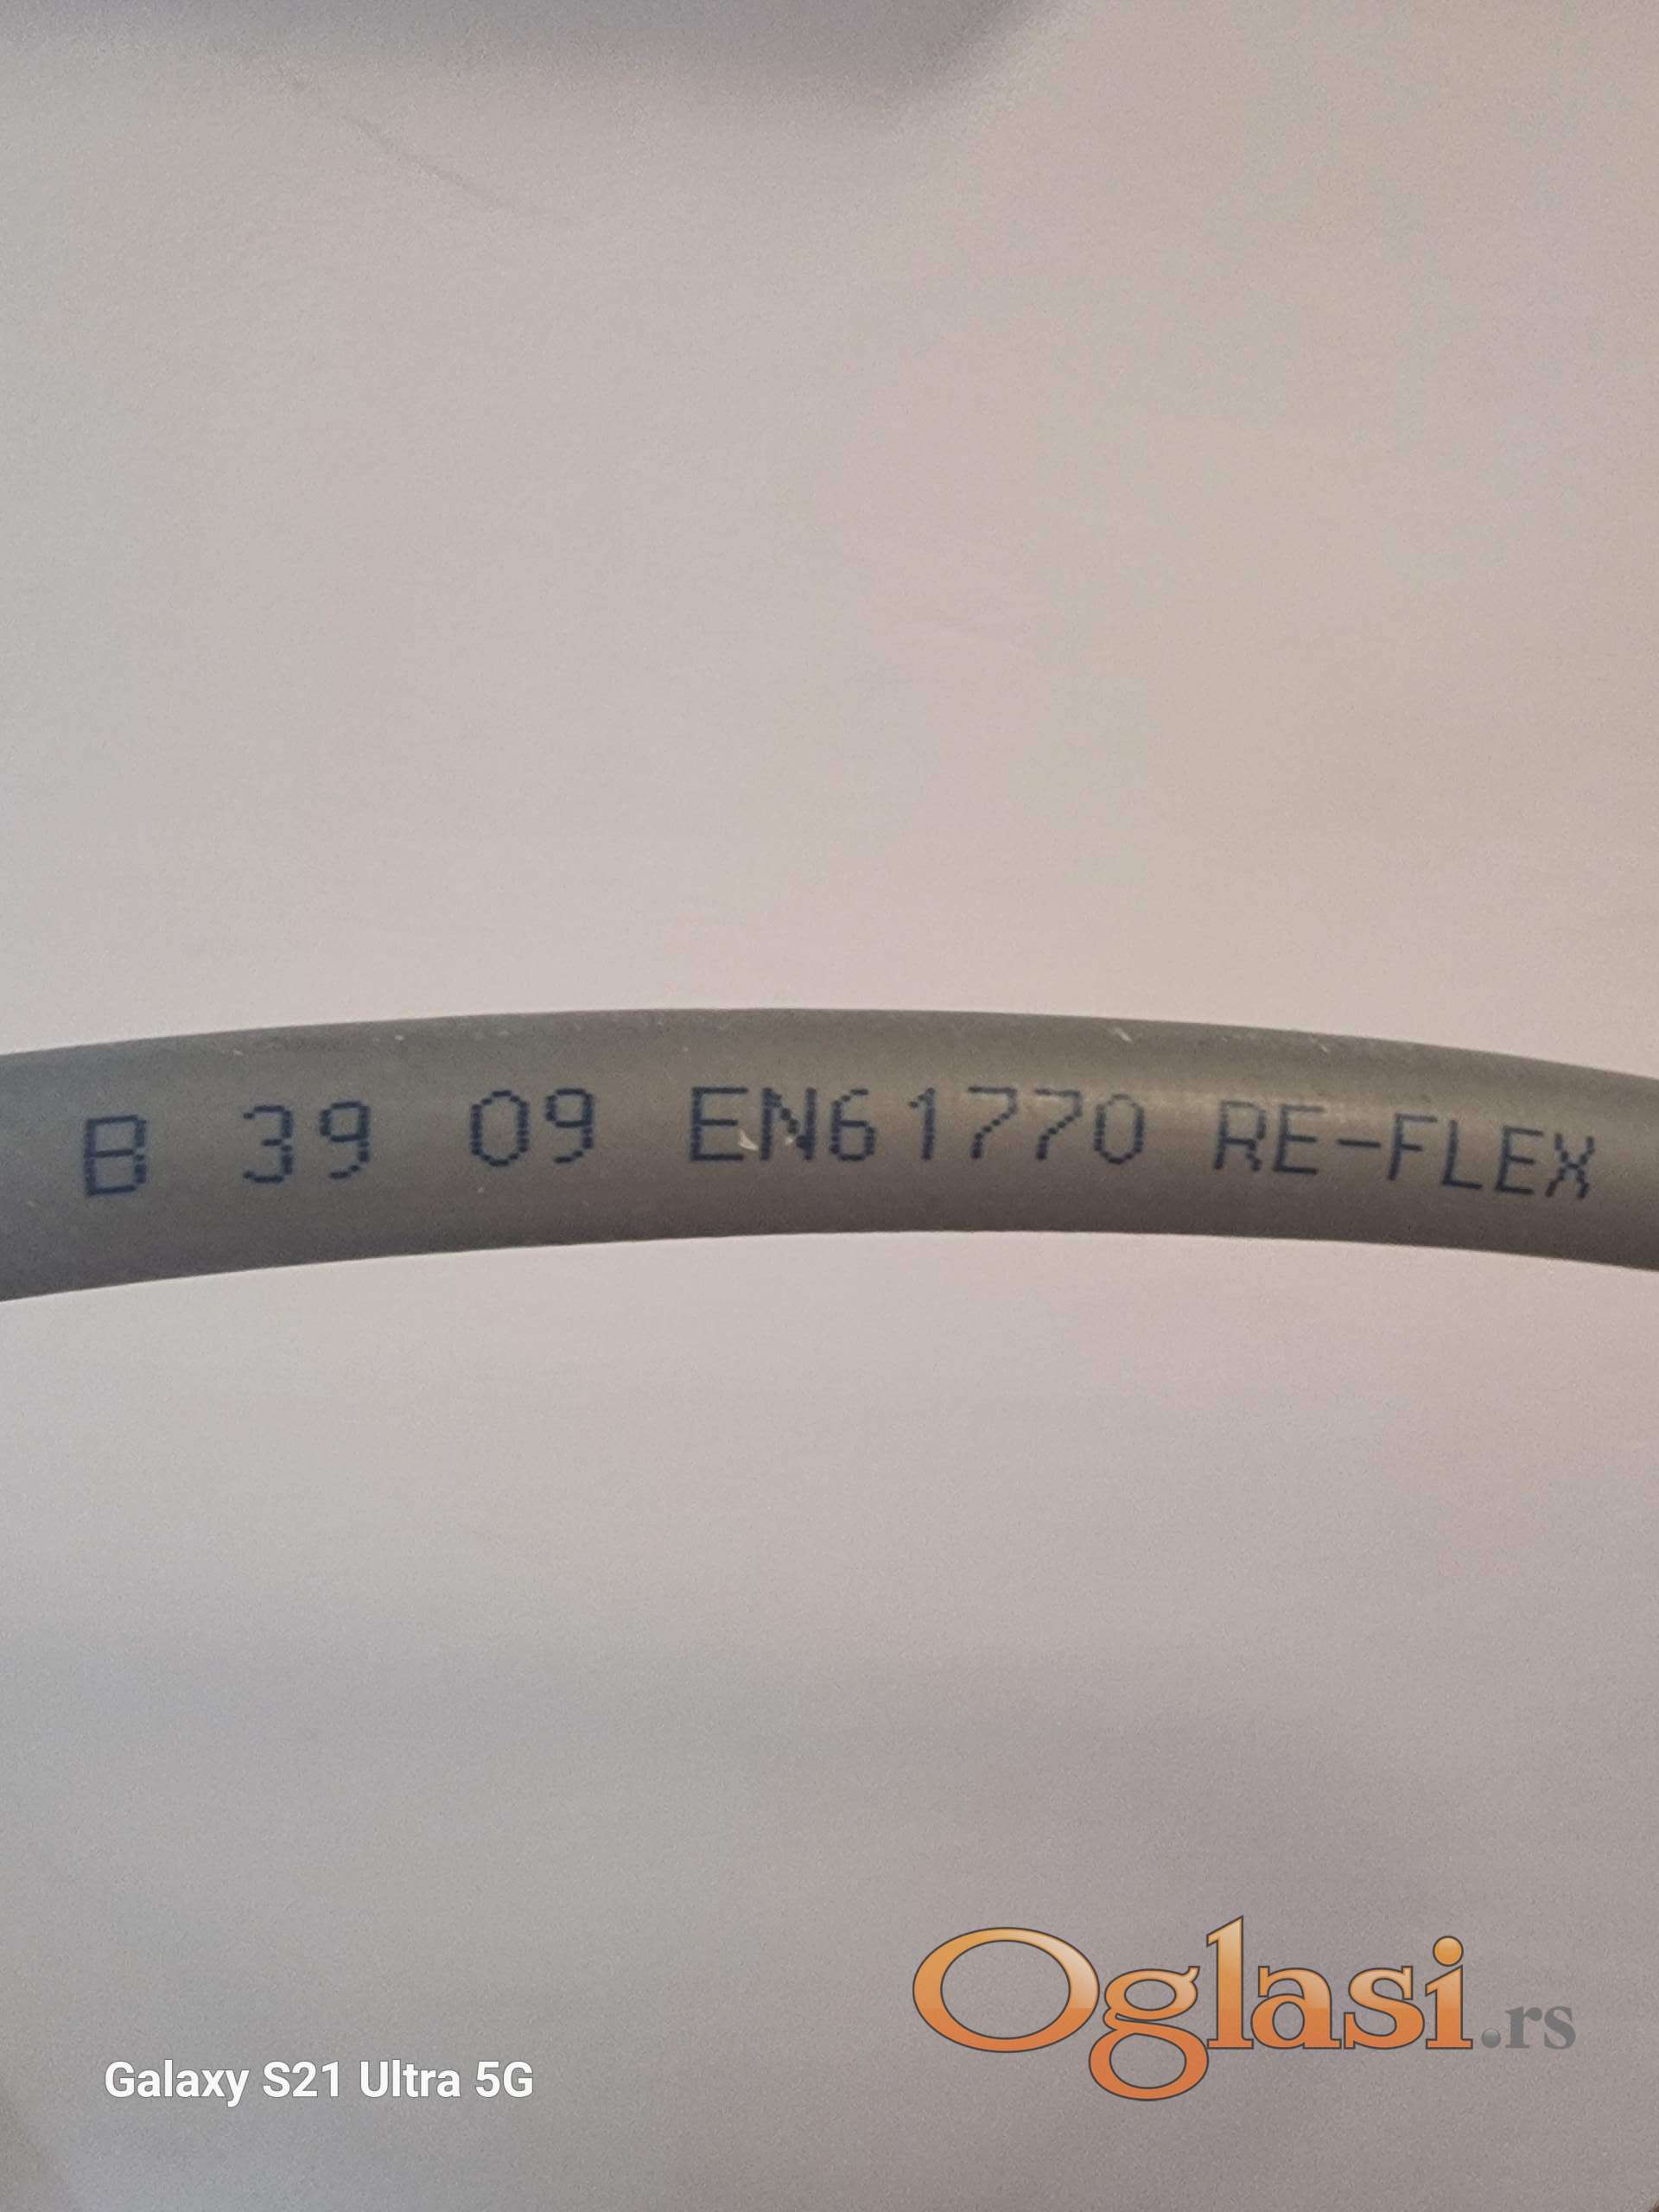 B 39 09 EN61770 RE-FLEX
Oglasi.rs
Galaxy S21 Ultra 5G